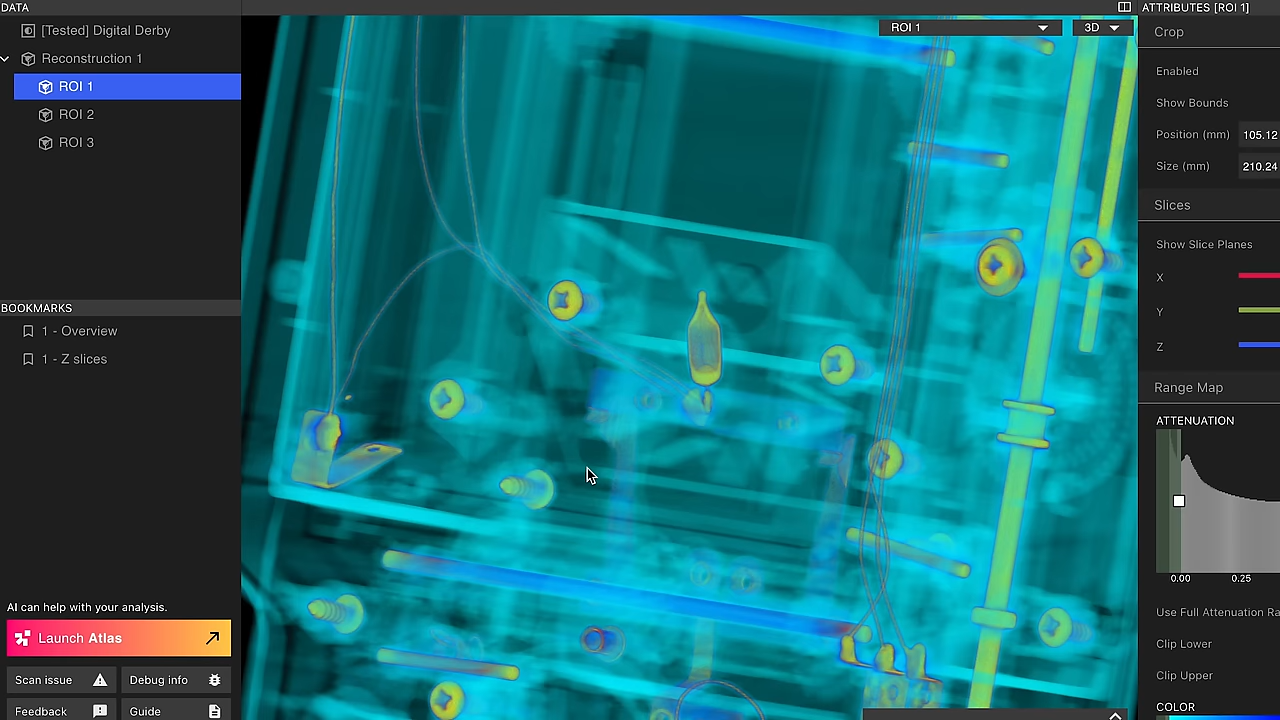 DATA
[Tested] Digital Derby
Reconstruction 1
ROI 1
ROI 2
ROI 3
BOOKMARKS
1 - Overview
1 - Z slices
AI can help with your analysis.
Launch Atlas
Scan issue
Debug info
Feedback
Guide
ROI 1
3D
ATTRIBUTES [ROI 1]
Crop
Enabled
Show Bounds
Position (mm) 105.12
Size (mm) 210.24
Slices
Show Slice Planes
X
Y
Z
Range Map
ATTENUATION
0.00 0.25
Use Full Attenuation Ra
Clip Lower
Clip Upper
COLOR